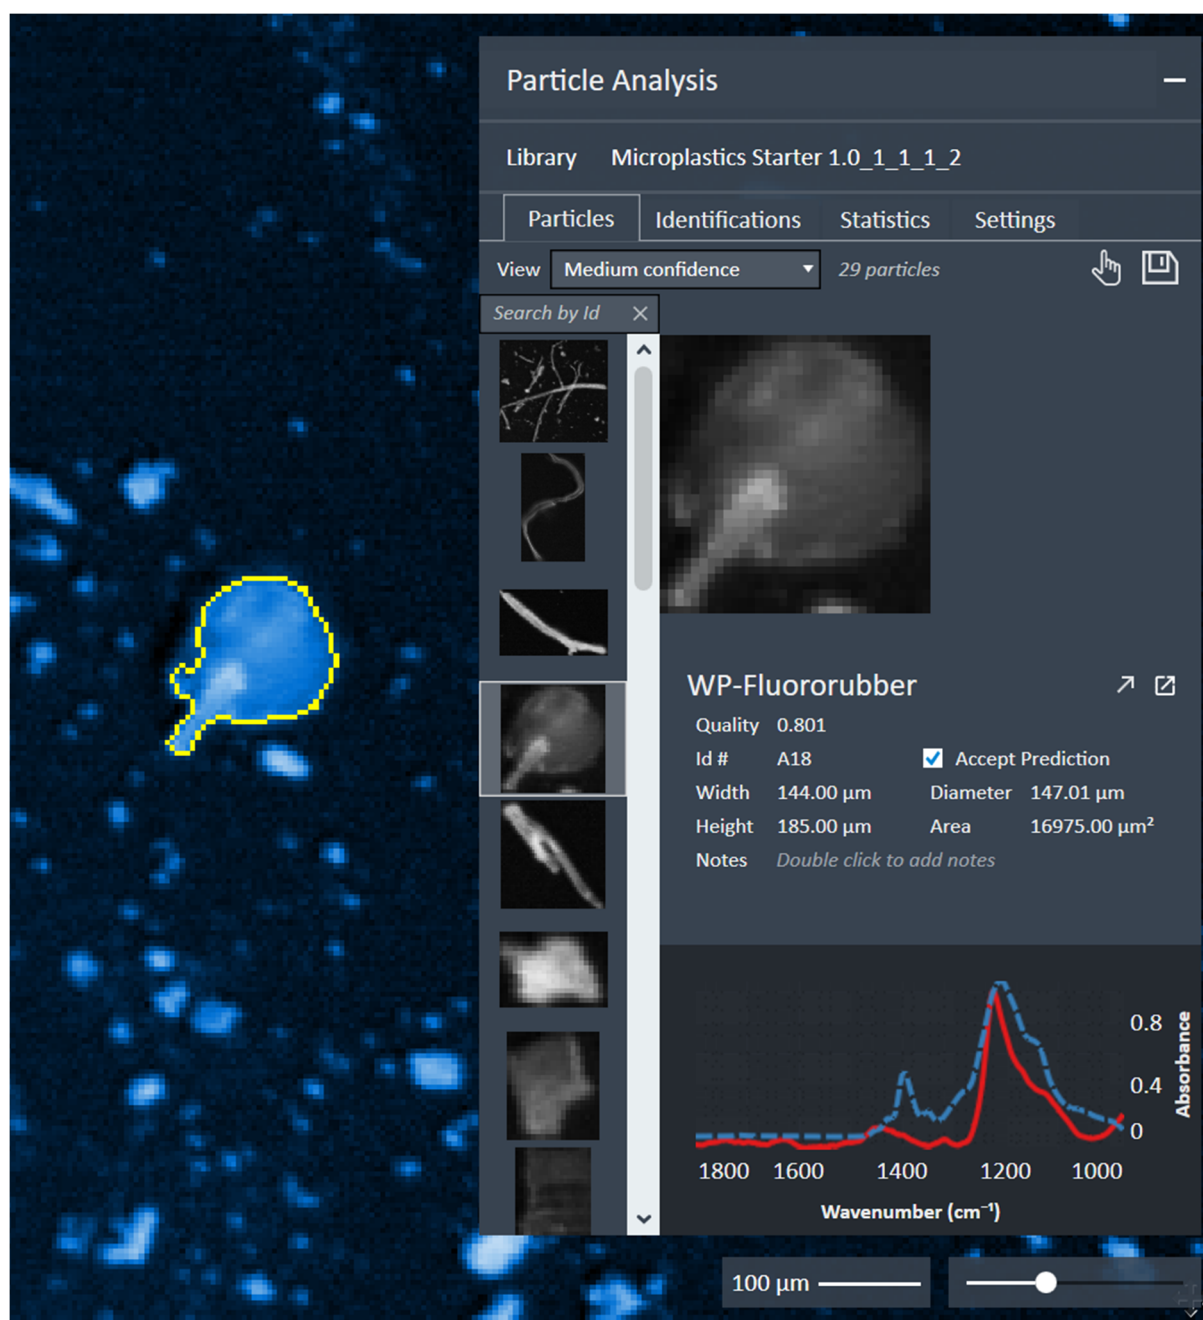 Particle Analysis
Library Microplastics Starter 1.0_1_1_1_2
Particles Identifications Statistics Settings
View Medium confidence 29 particles
Search by Id
WP-Fluororubber
Quality 0.801
Id # A18 Accept Prediction
Width 144.00 µm Diameter 147.01 µm
Height 185.00 µm Area 16975.00 µm²
Notes Double click to add notes
0.8
0.4
0
Absorbance
1800 1600 1400 1200 1000
Wavenumber (cm⁻¹)
100 µm